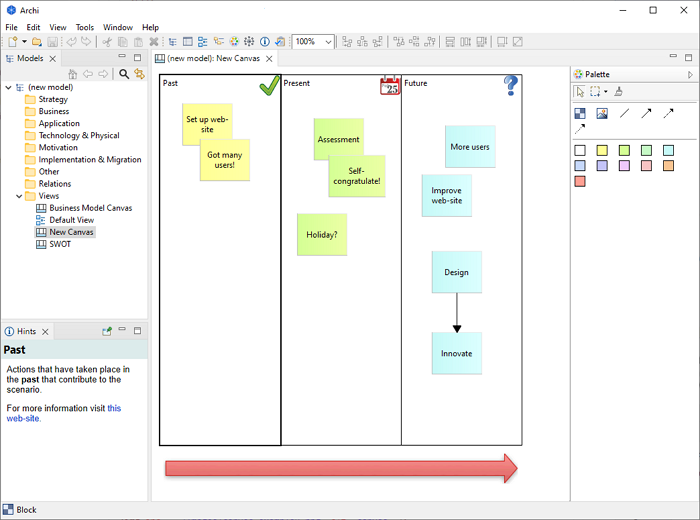 Archi
File Edit View Tools Window Help
100%
Models
(new model)
Strategy
Business
Application
Technology & Physical
Motivation
Implementation & Migration
Other
Relations
Views
Business Model Canvas
Default View
New Canvas
SWOT
Hints
Past
Actions that have taken place in
the past that contribute to the
scenario.
For more information visit this
web-site.
(new model): New Canvas
Past
Set up web-
site
Got many
users!
Present
25
Assessment
Self-
congratulate!
Holiday?
Future
?
More users
Improve
web-site
Design
Innovate
Palette
Block